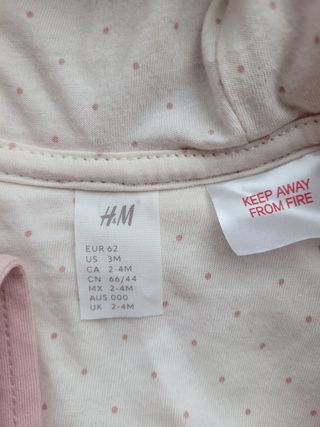 H&M
EUR 62
US 3M
CA 2-4M
CN 66/44
MX 2-4M
AUS 000
UK 2-4M
KEEP AWAY
FROM FIRE